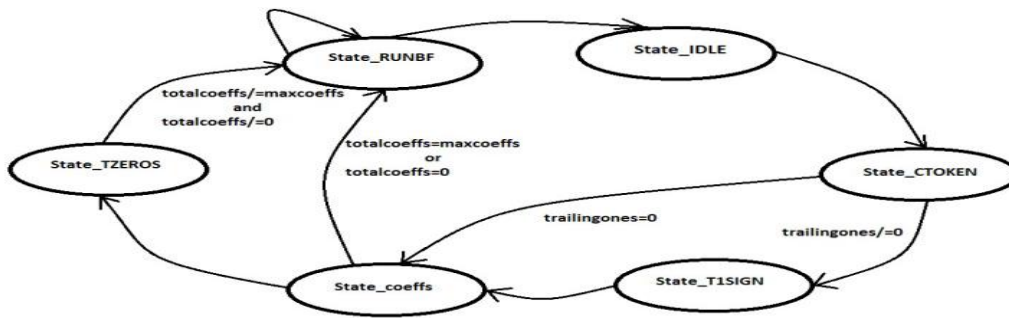 State_RUNBF
State_IDLE
totalcoeffs/=maxcoeffs
and
totalcoeffs/=0
totalcoeffs=maxcoeffs
or
totalcoeffs=0
State_TZEROS
State_CTOKEN
trailingones=0
trailingones/=0
State_coeffs
State_T1SIGN